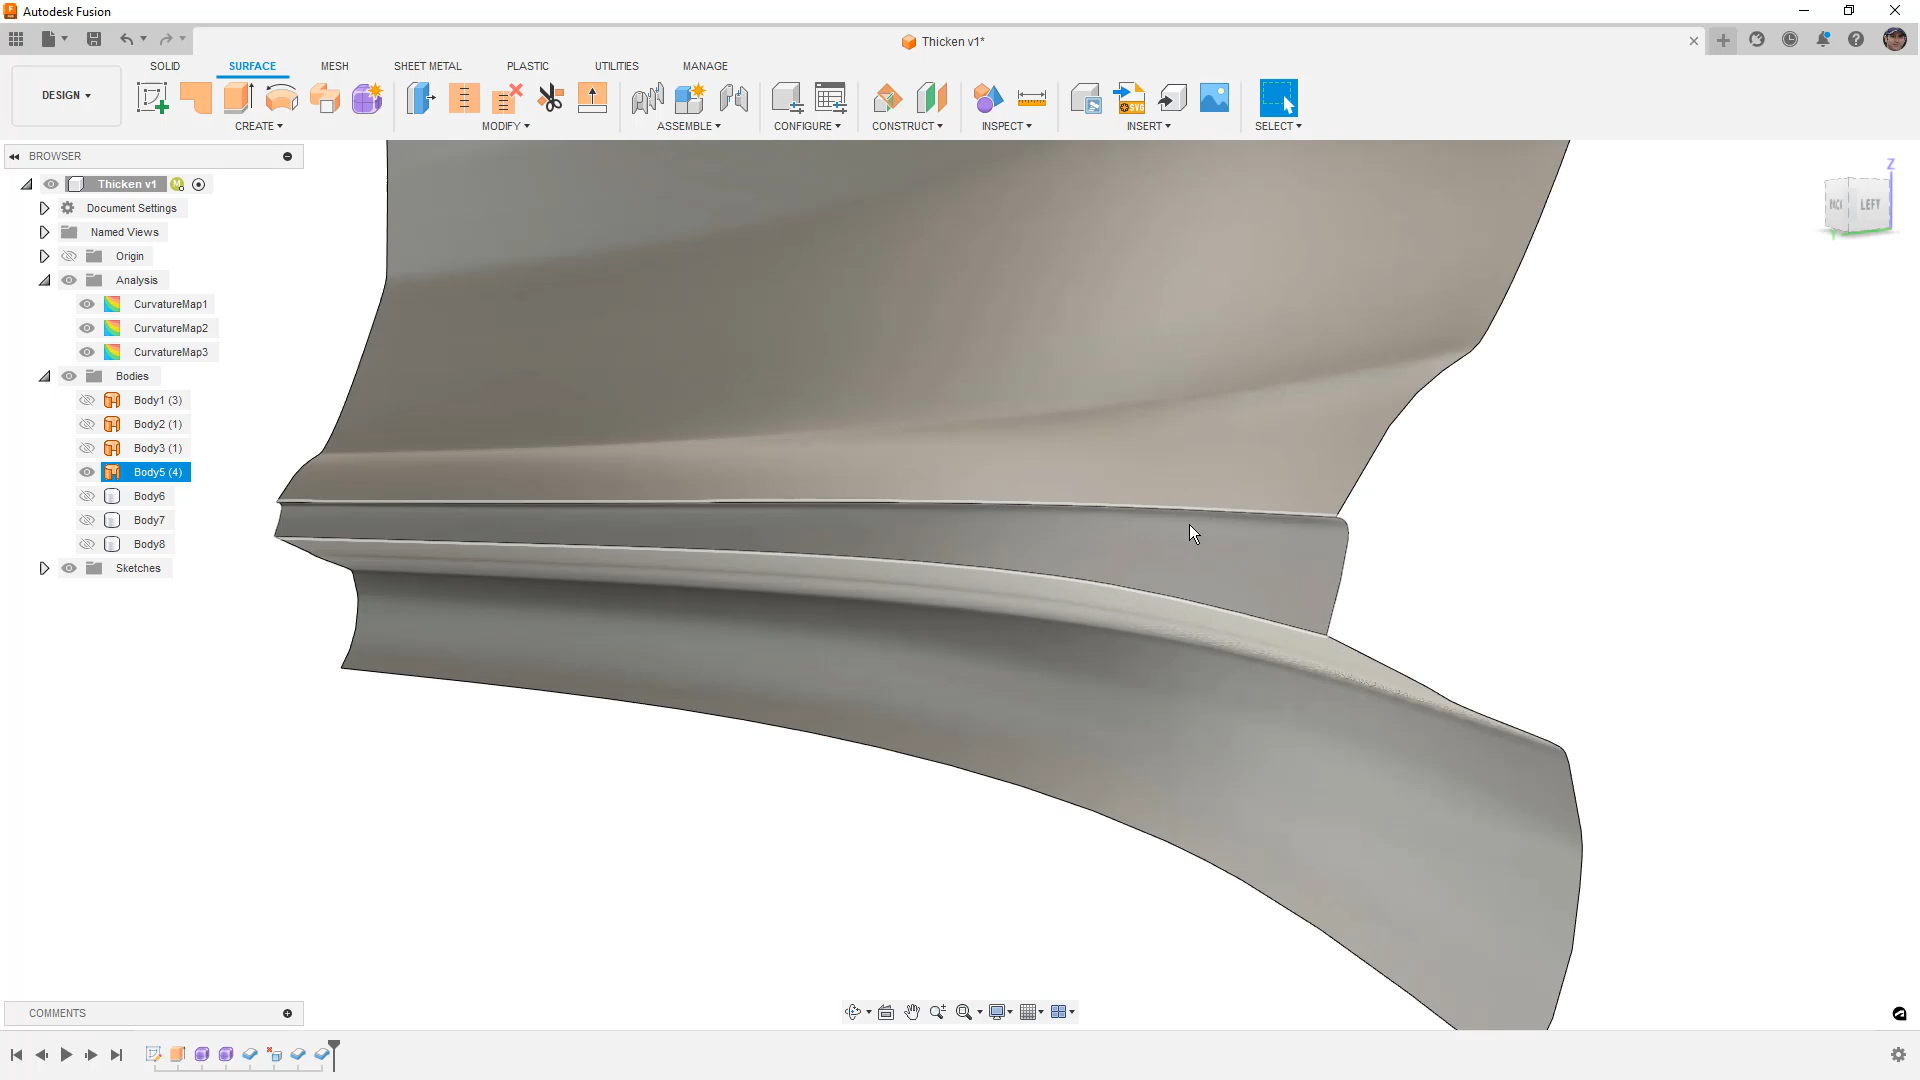 Autodesk Fusion
Thicken v1*
SOLID SURFACE MESH SHEET METAL PLASTIC UTILITIES MANAGE
DESIGN
CREATE MODIFY ASSEMBLE CONFIGURE CONSTRUCT INSPECT INSERT SELECT
BROWSER
Thicken v1
Document Settings
Named Views
Origin
Analysis
CurvatureMap1
CurvatureMap2
CurvatureMap3
Bodies
Body1 (3)
Body2 (1)
Body3 (1)
Body5 (4)
Body6
Body7
Body8
Sketches
Z
LEFT
Y
COMMENTS